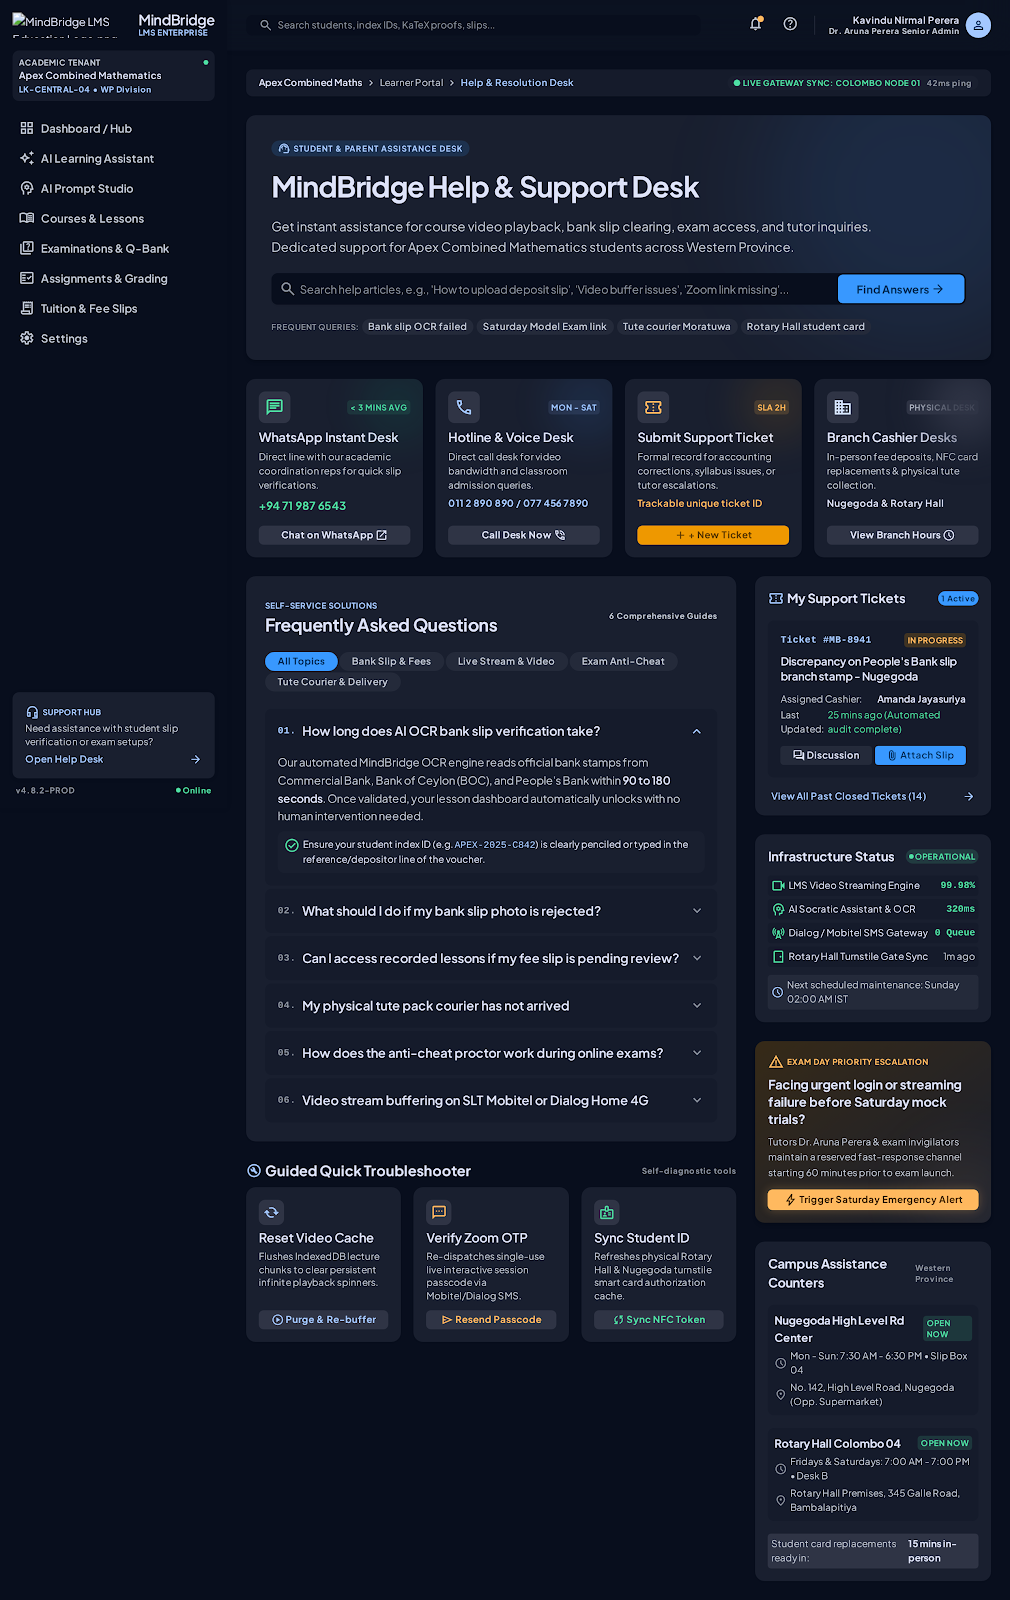 MindBridge LMS
Education Logo png
MindBridge
LMS ENTERPRISE
Search students, index IDs, KaTeX proofs, slips...
Kavindu Nirmal Perera
Dr. Aruna Perera Senior Admin
ACADEMIC TENANT
Apex Combined Mathematics
LK-CENTRAL-04 • WP Division
Dashboard / Hub
AI Learning Assistant
AI Prompt Studio
Courses & Lessons
Examinations & Q-Bank
Assignments & Grading
Tuition & Fee Slips
Settings
SUPPORT HUB
Need assistance with student slip
verification or exam setups?
Open Help Desk
v4.8.2-PROD
Online
Apex Combined Maths > Learner Portal > Help & Resolution Desk
LIVE GATEWAY SYNC: COLOMBO NODE 01 42ms ping
STUDENT & PARENT ASSISTANCE DESK
MindBridge Help & Support Desk
Get instant assistance for course video playback, bank slip clearing, exam access, and tutor inquiries.
Dedicated support for Apex Combined Mathematics students across Western Province.
Search help articles, e.g., 'How to upload deposit slip', 'Video buffer issues', 'Zoom link missing'...
Find Answers
FREQUENT QUERIES: Bank slip OCR failed Saturday Model Exam link Tute courier Moratuwa Rotary Hall student card
< 3 MINS AVG
WhatsApp Instant Desk
Direct line with our academic
coordination reps for quick slip
verifications.
+94 71 987 6543
Chat on WhatsApp
MON - SAT
Hotline & Voice Desk
Direct call desk for video
bandwidth and classroom
admission queries.
011 2 890 890 / 077 456 7890
Call Desk Now
SLA 2H
Submit Support Ticket
Formal record for accounting
corrections, syllabus issues, or
tutor escalations.
Trackable unique ticket ID
+ New Ticket
PHYSICAL DESK
Branch Cashier Desks
In-person fee deposits, NFC card
replacements & physical tute
collection.
Nugegoda & Rotary Hall
View Branch Hours
SELF-SERVICE SOLUTIONS
Frequently Asked Questions
6 Comprehensive Guides
All Topics Bank Slip & Fees Live Stream & Video Exam Anti-Cheat
Tute Courier & Delivery
01. How long does AI OCR bank slip verification take?
Our automated MindBridge OCR engine reads official bank stamps from
Commercial Bank, Bank of Ceylon (BOC), and People's Bank within 90 to 180
seconds. Once validated, your lesson dashboard automatically unlocks with no
human intervention needed.
Ensure your student index ID (e.g. APEX-2025-C842) is clearly penciled or typed in the
reference/depositor line of the voucher.
02. What should I do if my bank slip photo is rejected?
03. Can I access recorded lessons if my fee slip is pending review?
04. My physical tute pack courier has not arrived
05. How does the anti-cheat proctor work during online exams?
06. Video stream buffering on SLT Mobitel or Dialog Home 4G
Guided Quick Troubleshooter
Self-diagnostic tools
Reset Video Cache
Flushes IndexedDB lecture
chunks to clear persistent
infinite playback spinners.
Purge & Re-buffer
Verify Zoom OTP
Re-dispatches single-use
live interactive session
passcode via
Mobitel/Dialog SMS.
Resend Passcode
Sync Student ID
Refreshes physical Rotary
Hall & Nugegoda turnstile
smart card authorization
cache.
Sync NFC Token
My Support Tickets
1 Active
Ticket #MB-8941
IN PROGRESS
Discrepancy on People's Bank slip
branch stamp - Nugegoda
Assigned Cashier: Amanda Jayasuriya
Last Updated: 25 mins ago (Automated audit complete)
Discussion
Attach Slip
View All Past Closed Tickets (14)
Infrastructure Status
OPERATIONAL
LMS Video Streaming Engine 99.98%
AI Socratic Assistant & OCR 320ms
Dialog / Mobitel SMS Gateway 0 Queue
Rotary Hall Turnstile Gate Sync 1m ago
Next scheduled maintenance: Sunday
02:00 AM IST
EXAM DAY PRIORITY ESCALATION
Facing urgent login or streaming
failure before Saturday mock
trials?
Tutors Dr. Aruna Perera & exam invigilators
maintain a reserved fast-response channel
starting 60 minutes prior to exam launch.
Trigger Saturday Emergency Alert
Campus Assistance
Counters
Western
Province
Nugegoda High Level Rd
Center
OPEN
NOW
Mon - Sun: 7:30 AM - 6:30 PM • Slip Box
04
No. 142, High Level Road, Nugegoda
(Opp. Supermarket)
Rotary Hall Colombo 04
OPEN NOW
Fridays & Saturdays: 7:00 AM - 7:00 PM
• Desk B
Rotary Hall Premises, 345 Galle Road,
Bambalapitiya
Student card replacements
ready in:
15 mins in-
person